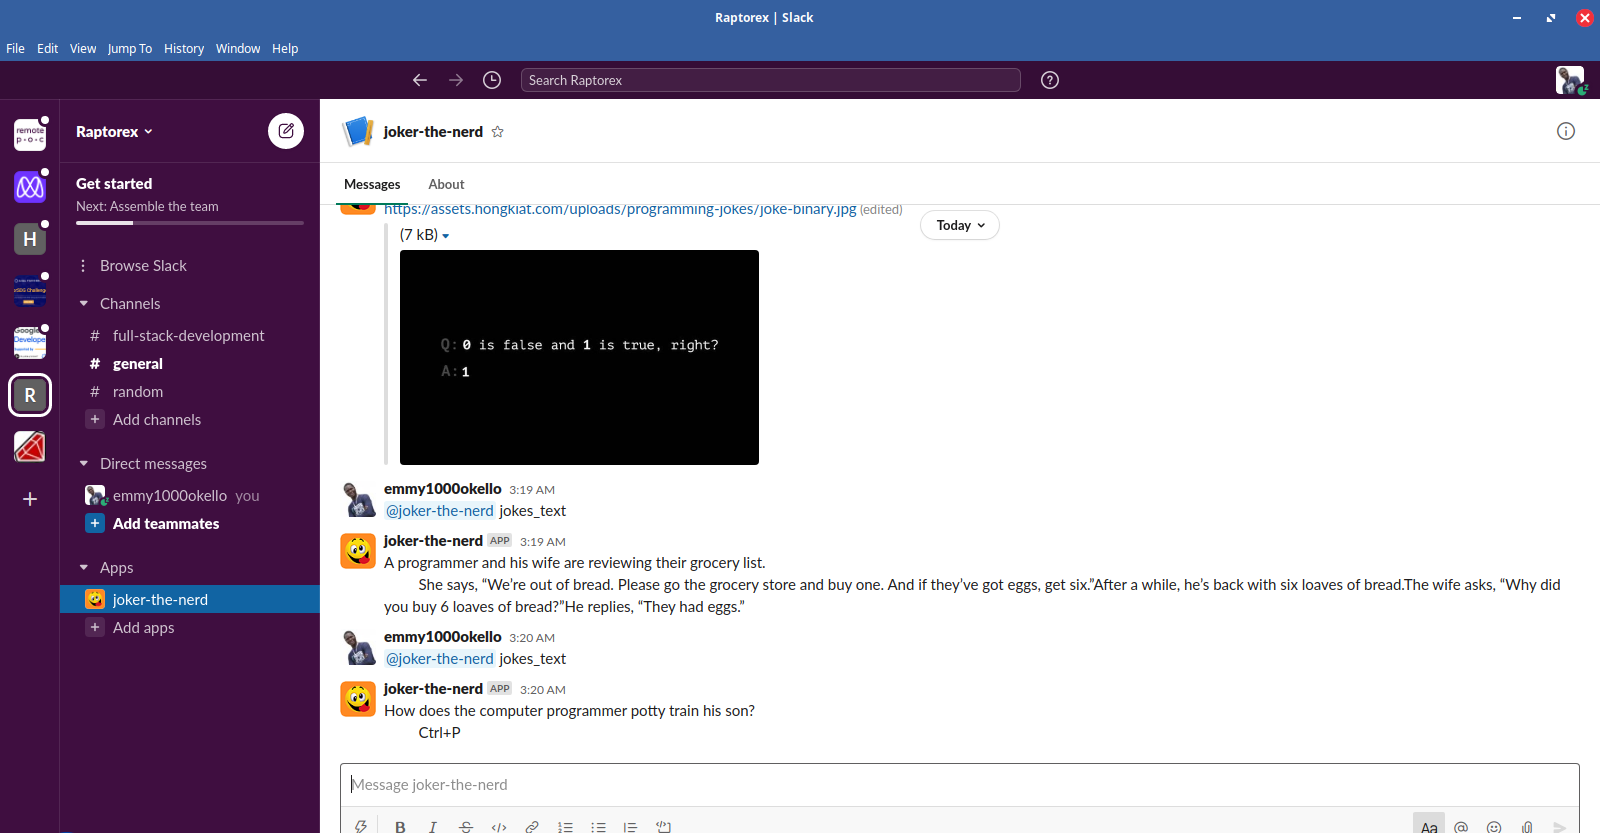 Raptorex | Slack
File Edit View Jump To History Window Help
Search Raptorex
remote
p·o·c
H
R
Raptorex
Get started
Next: Assemble the team
Browse Slack
Channels
# full-stack-development
# general
# random
+ Add channels
Direct messages
emmy1000okello you
+ Add teammates
Apps
joker-the-nerd
+ Add apps
joker-the-nerd
Messages About
https://assets.hongkiat.com/uploads/programming-jokes/joke-binary.jpg (edited)
Today
(7 kB)
Q: 0 is false and 1 is true, right?
A: 1
emmy1000okello 3:19 AM
@joker-the-nerd jokes_text
joker-the-nerd APP 3:19 AM
A programmer and his wife are reviewing their grocery list.
She says, “We’re out of bread. Please go the grocery store and buy one. And if they’ve got eggs, get six.”After a while, he’s back with six loaves of bread.The wife asks, “Why did
you buy 6 loaves of bread?”He replies, “They had eggs.”
emmy1000okello 3:20 AM
@joker-the-nerd jokes_text
joker-the-nerd APP 3:20 AM
How does the computer programmer potty train his son?
Ctrl+P
Message joker-the-nerd
B I S </> Aa @